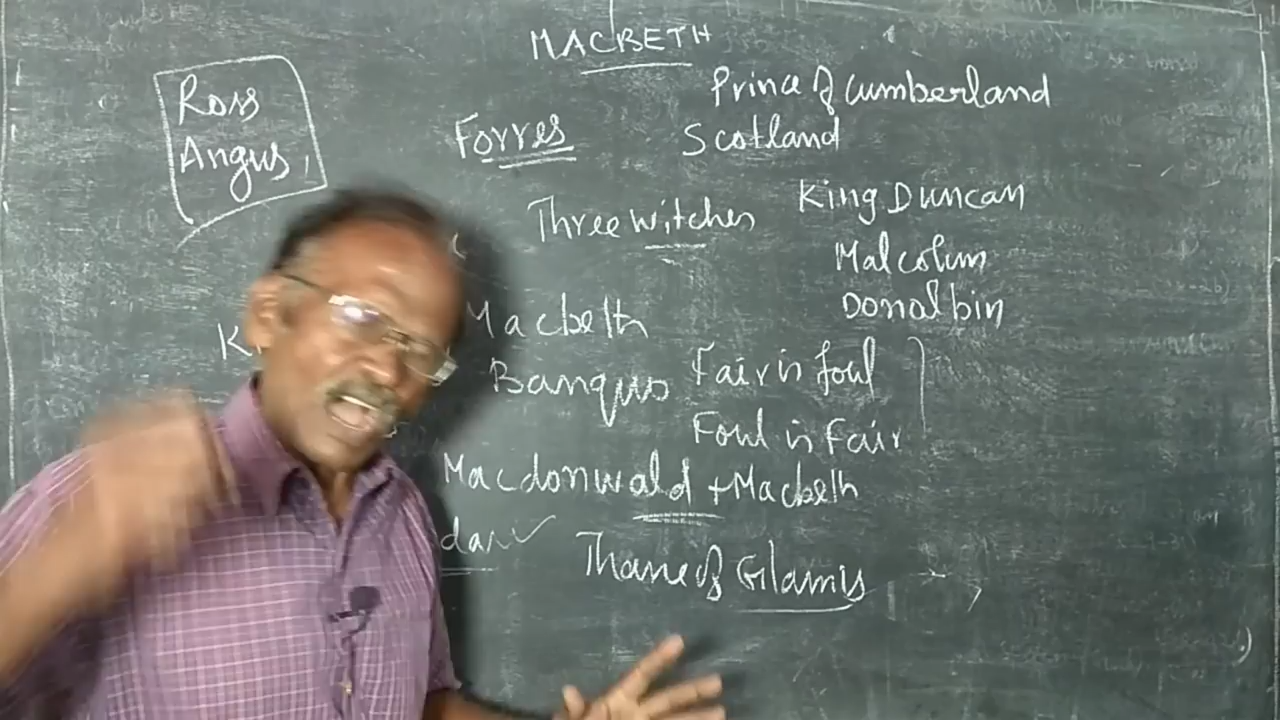 MACBETH
Prince of Cumberland
Ross
Angus,
Forres
Scotland
Three witches
King Duncan
Malcolum
Donalbin
Macbeth
Banquo
Fair is foul
Foul is Fair
Macdonwald + Macbeth
Thane of Glamis